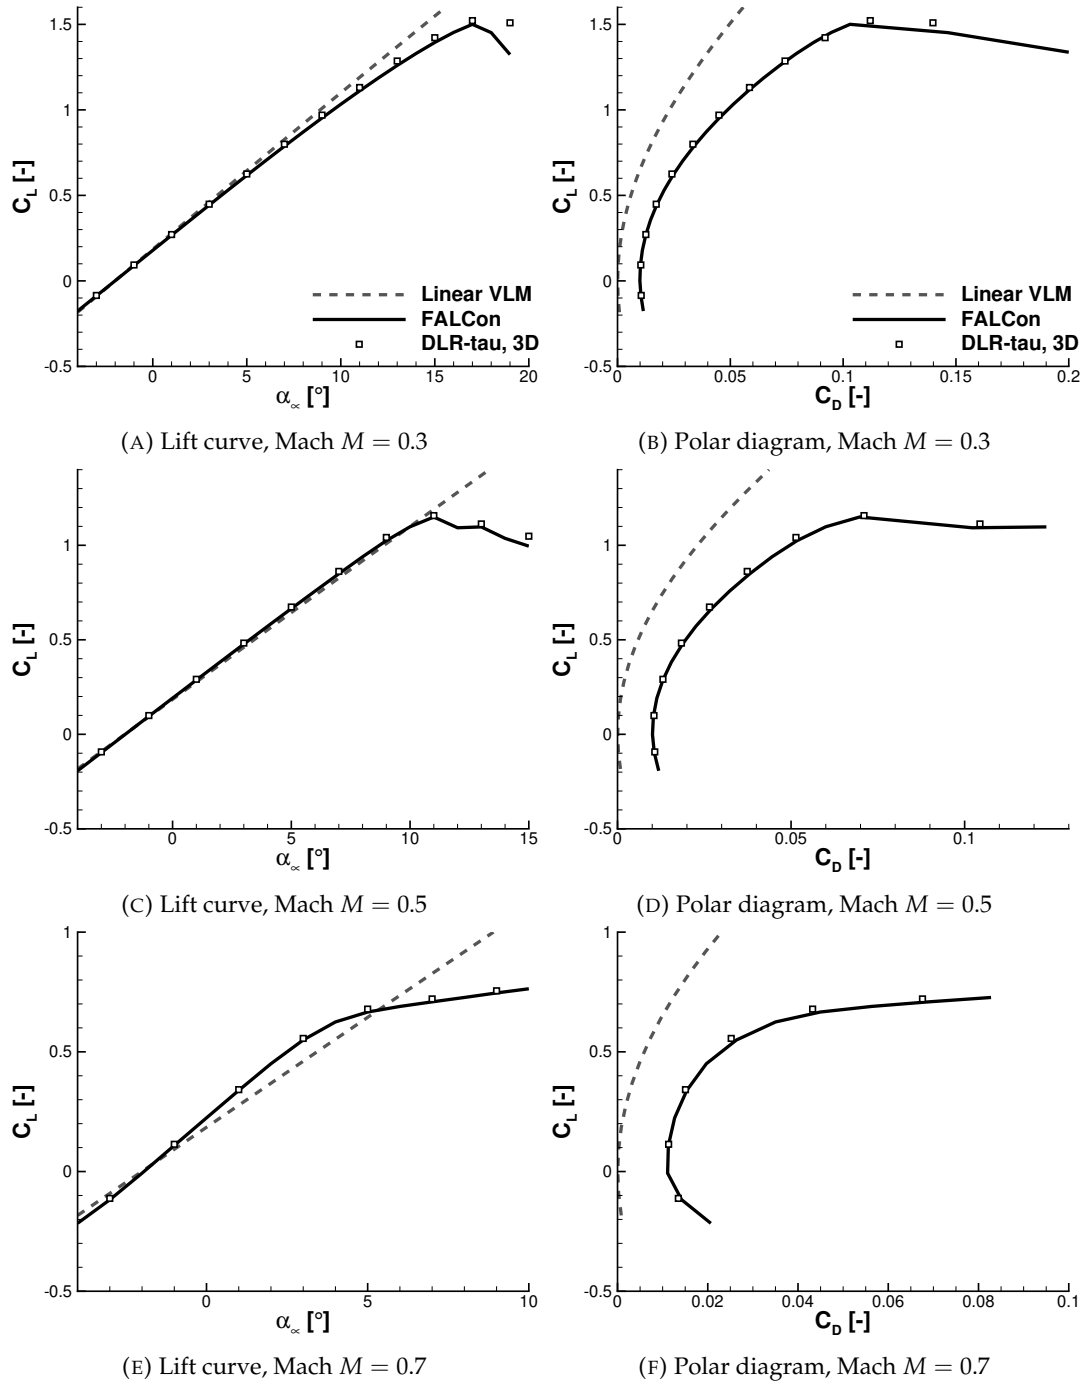 1.5
1
0.5
0
-0.5
C_L [-]
Linear VLM
FALCon
DLR-tau, 3D
0 5 10 15 20
α_∝ [°]
(A) Lift curve, Mach M = 0.3
1.5
1
0.5
0
-0.5
C_L [-]
Linear VLM
FALCon
DLR-tau, 3D
0 0.05 0.1 0.15 0.2
C_D [-]
(B) Polar diagram, Mach M = 0.3
1
0.5
0
-0.5
C_L [-]
0 5 10 15
α_∝ [°]
(C) Lift curve, Mach M = 0.5
1
0.5
0
-0.5
C_L [-]
0 0.05 0.1
C_D [-]
(D) Polar diagram, Mach M = 0.5
1
0.5
0
-0.5
C_L [-]
0 5 10
α_∝ [°]
(E) Lift curve, Mach M = 0.7
1
0.5
0
-0.5
C_L [-]
0 0.02 0.04 0.06 0.08 0.1
C_D [-]
(F) Polar diagram, Mach M = 0.7